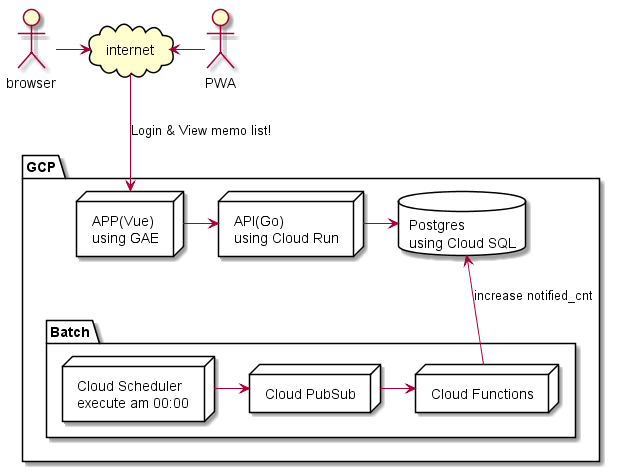 internet
browser
PWA
Login & View memo list!
GCP
APP(Vue)
using GAE
API(Go)
using Cloud Run
Postgres
using Cloud SQL
increase notified_cnt
Batch
Cloud Scheduler
execute am 00:00
Cloud PubSub
Cloud Functions